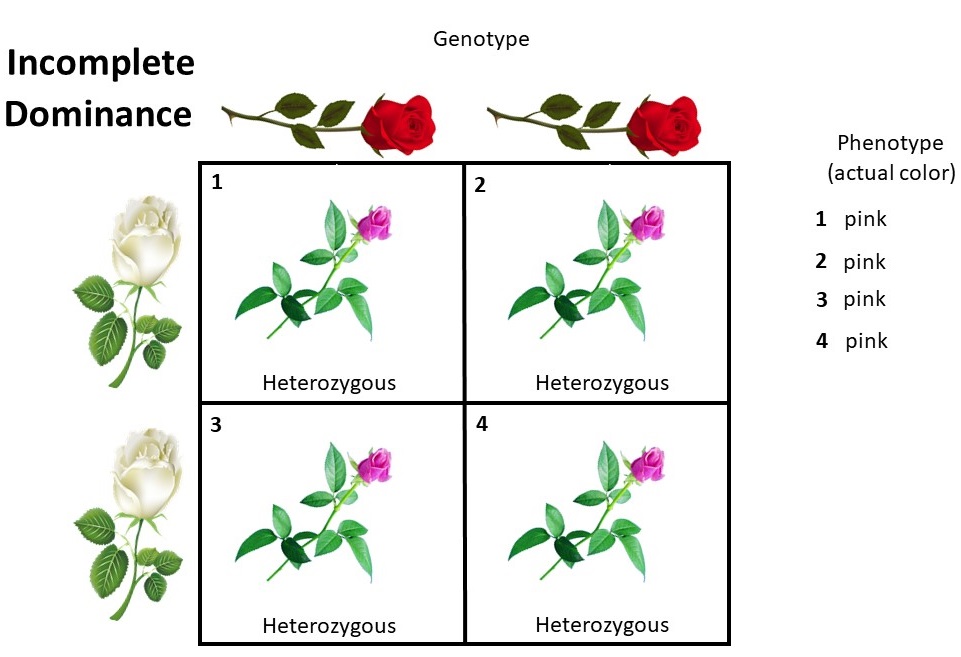 Incomplete
Dominance
Genotype
Phenotype
(actual color)
1 pink
2 pink
3 pink
4 pink
1
2
Heterozygous
Heterozygous
3
4
Heterozygous
Heterozygous